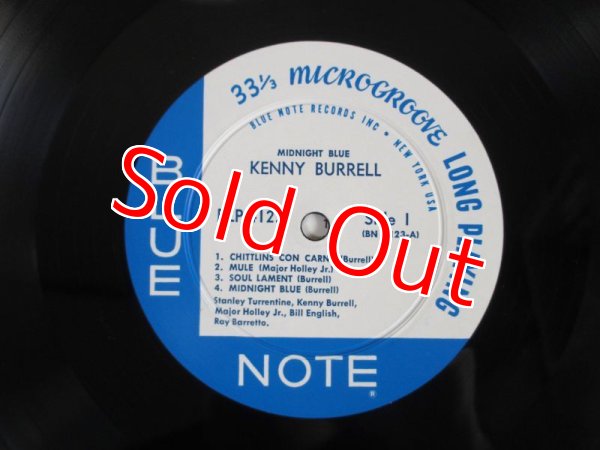 33 1/3 MICROGROOVE LONG PLAYING
BLUE NOTE RECORDS INC • NEW YORK USA
MIDNIGHT BLUE
KENNY BURRELL
Side 1
1. CHITTLINS CON CARNE (Burrell)
2. MULE (Major Holley Jr.)
3. SOUL LAMENT (Burrell)
4. MIDNIGHT BLUE (Burrell)
Stanley Turrentine, Kenny Burrell,
Major Holley Jr., Bill English,
Ray Barretto.
BLUE
NOTE
®
Sold Out